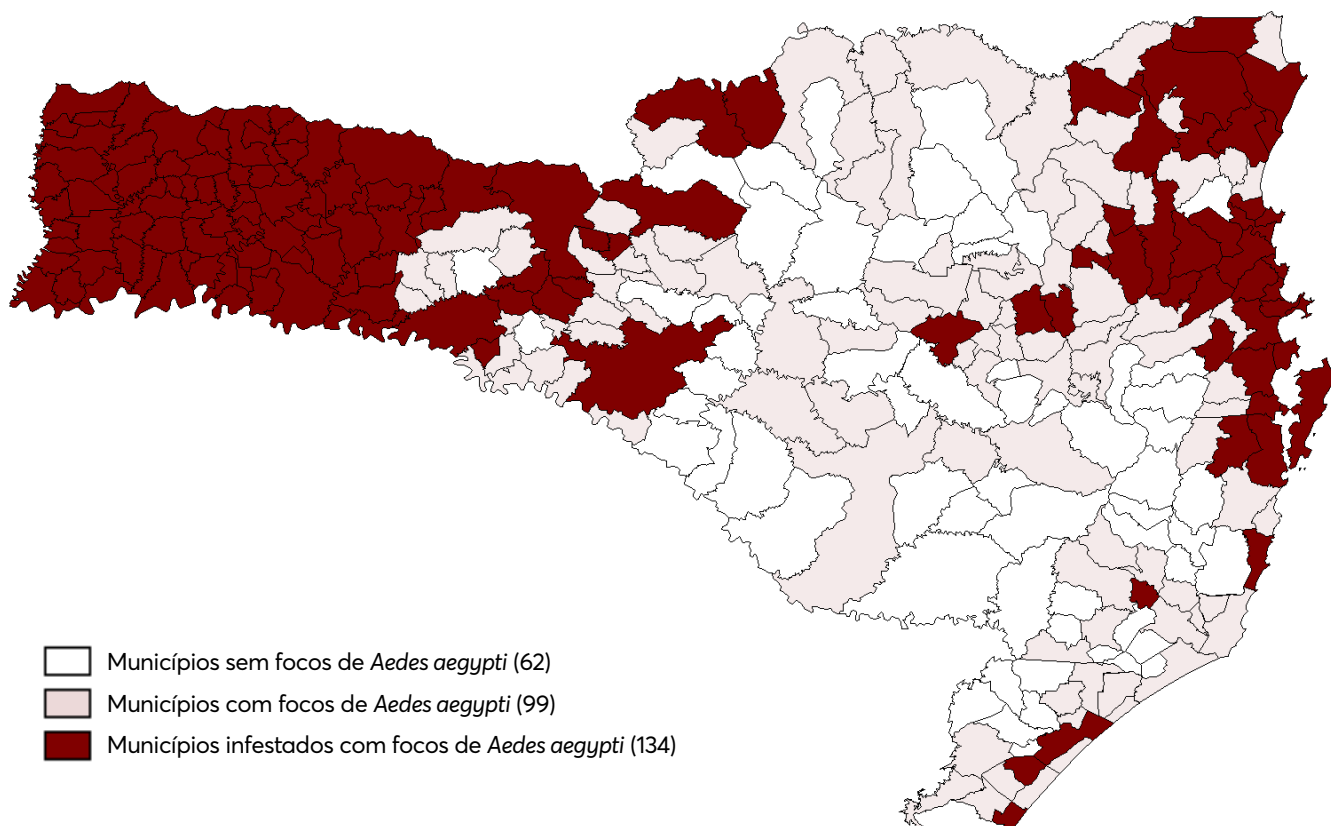 Municípios sem focos de Aedes aegypti (62)
Municípios com focos de Aedes aegypti (99)
Municípios infestados com focos de Aedes aegypti (134)